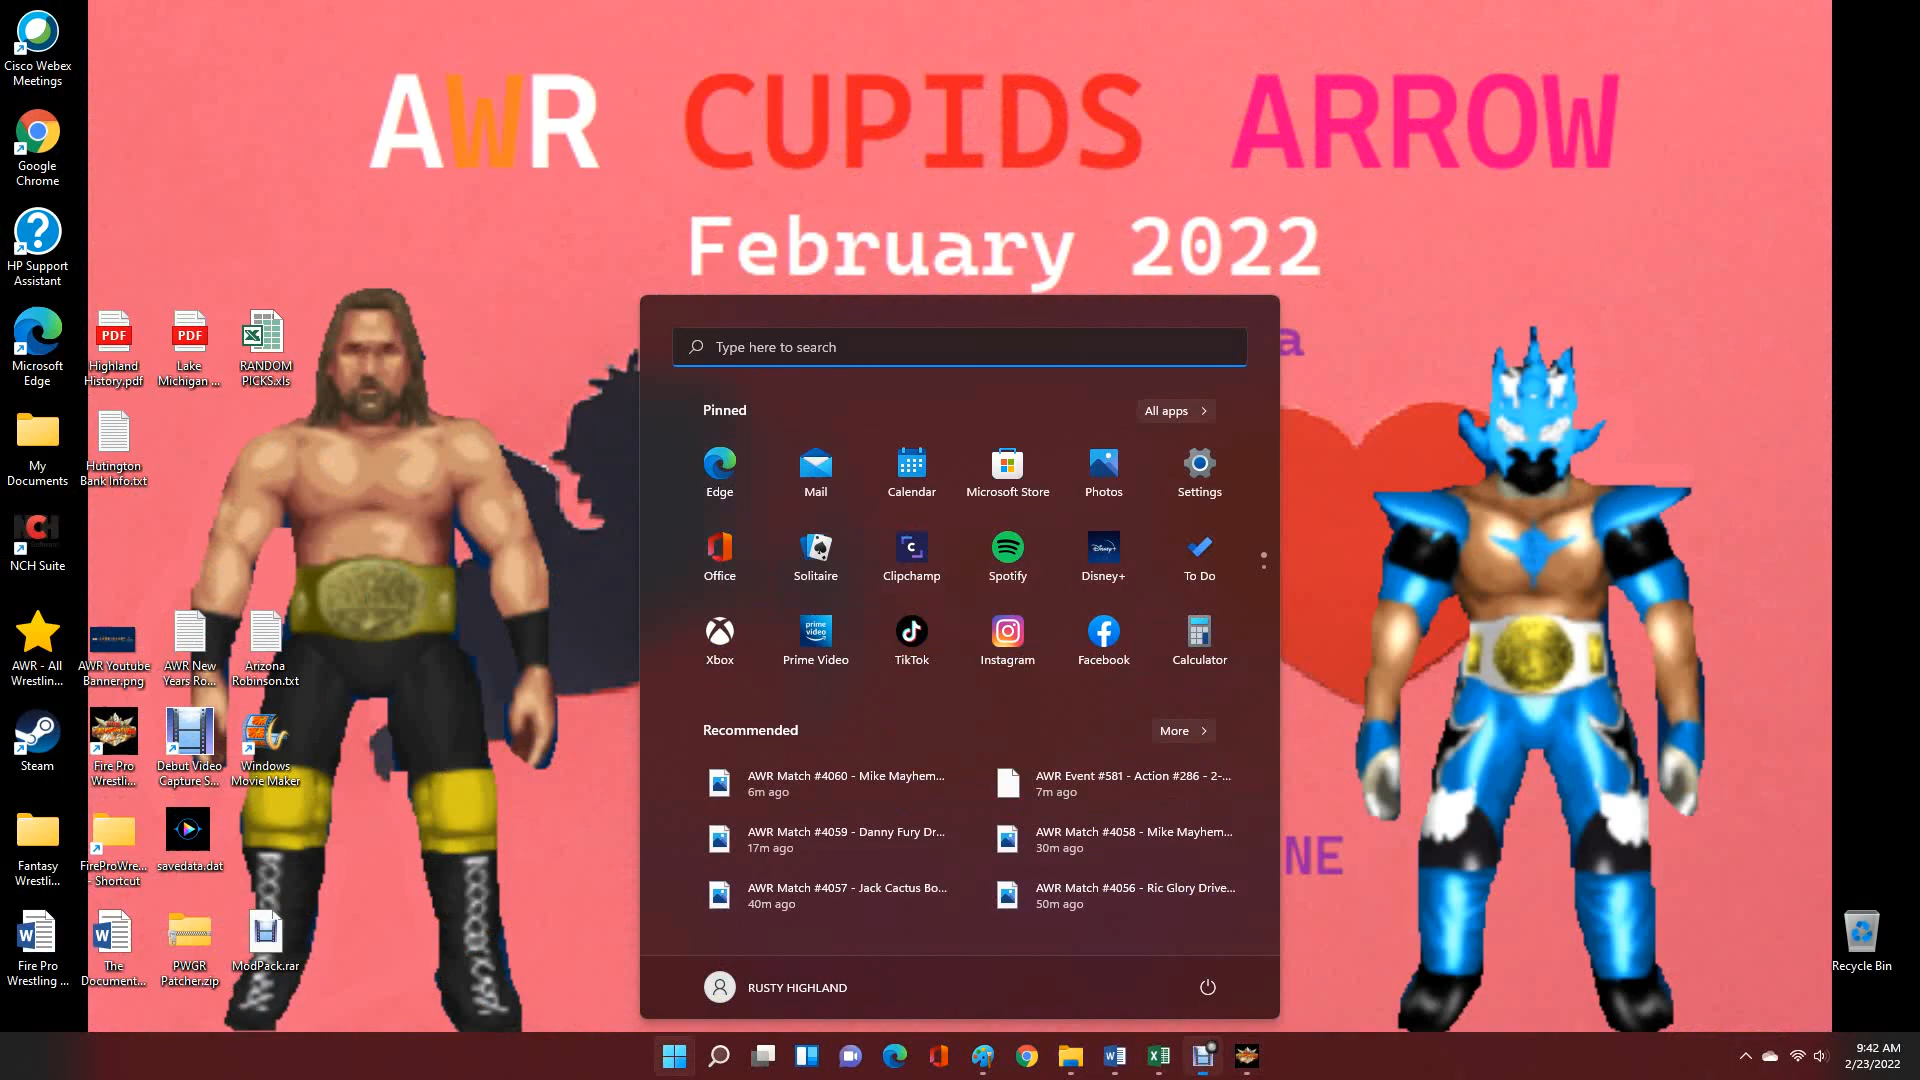 AWR CUPIDS ARROW
February 2022
a
NE
Cisco Webex
Meetings
Google
Chrome
HP Support
Assistant
Microsoft
Edge
PDF
Highland
History.pdf
PDF
Lake
Michigan ...
RANDOM
PICKS.xls
My
Documents
Hutington
Bank Info.txt
NCH
NCH Suite
AWR - All
Wrestlin...
AWR Youtube
Banner.png
AWR New
Years Ro...
Arizona
Robinson.txt
Steam
Fire Pro
Wrestli...
Debut Video
Capture S...
Windows
Movie Maker
Fantasy
Wrestli...
FireProWre...
- Shortcut
savedata.dat
Fire Pro
Wrestling ...
The
Document...
PWGR
Patcher.zip
ModPack.rar
Type here to search
Pinned
All apps
Edge
Mail
Calendar
Microsoft Store
Photos
Settings
Office
Solitaire
Clipchamp
Spotify
Disney+
Disney+
To Do
Xbox
prime
video
Prime Video
TikTok
Instagram
Facebook
Calculator
Recommended
More
AWR Match #4060 - Mike Mayhem...
6m ago
AWR Event #581 - Action #286 - 2-...
7m ago
AWR Match #4059 - Danny Fury Dr...
17m ago
AWR Match #4058 - Mike Mayhem...
30m ago
AWR Match #4057 - Jack Cactus Bo...
40m ago
AWR Match #4056 - Ric Glory Drive...
50m ago
RUSTY HIGHLAND
Recycle Bin
9:42 AM
2/23/2022